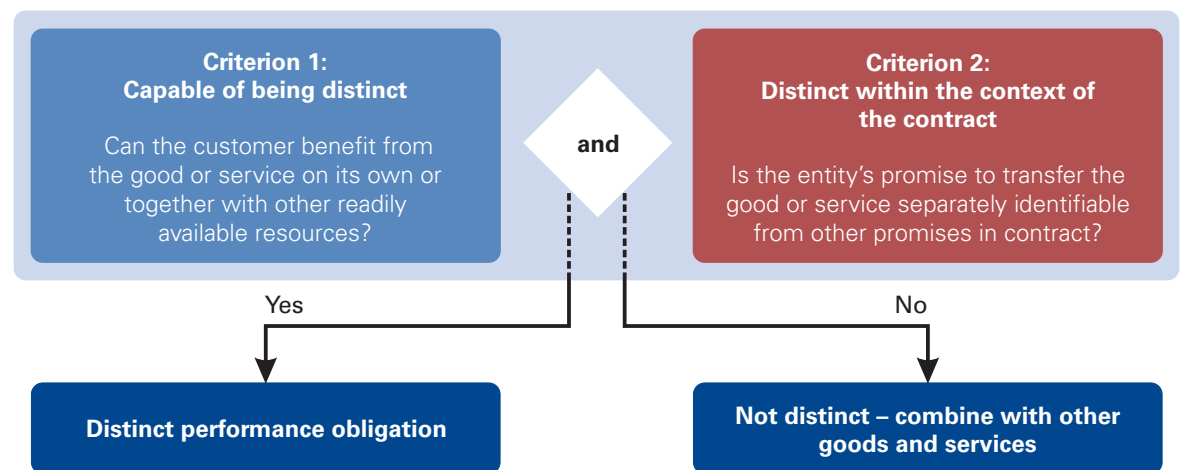 Criterion 1:
Capable of being distinct
Can the customer benefit from
the good or service on its own or
together with other readily
available resources?
and
Criterion 2:
Distinct within the context of
the contract
Is the entity’s promise to transfer the
good or service separately identifiable
from other promises in contract?
Yes
No
Distinct performance obligation
Not distinct – combine with other
goods and services